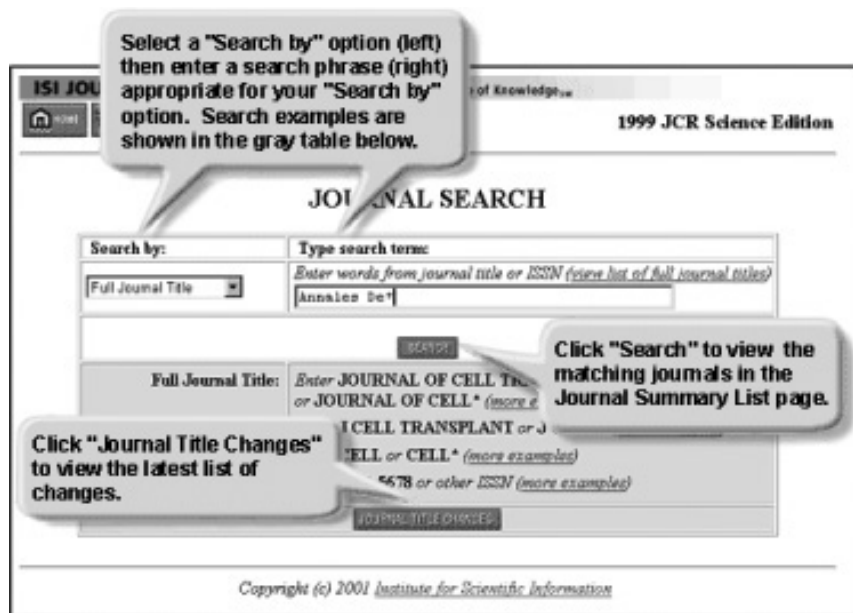 Select a "Search by" option (left)
then enter a search phrase (right)
appropriate for your "Search by"
option. Search examples are
shown in the gray table below.
ISI JOU
of Knowledge
HOME
1999 JCR Science Edition
JOURNAL SEARCH
Search by:
Type search term:
Full Journal Title
Enter words from journal title or ISSN (view list of full journal titles)
Annales De*
SEARCH
Click "Search" to view the
matching journals in the
Journal Summary List page.
Full Journal Title:
Enter JOURNAL OF CELL TR
or JOURNAL OF CELL* (more e
J CELL TRANSPLANT or J
CELL or CELL* (more examples)
5678 or other ISSN (more examples)
Click "Journal Title Changes"
to view the latest list of
changes.
JOURNAL TITLE CHANGES
Copyright (c) 2001 Institute for Scientific Information